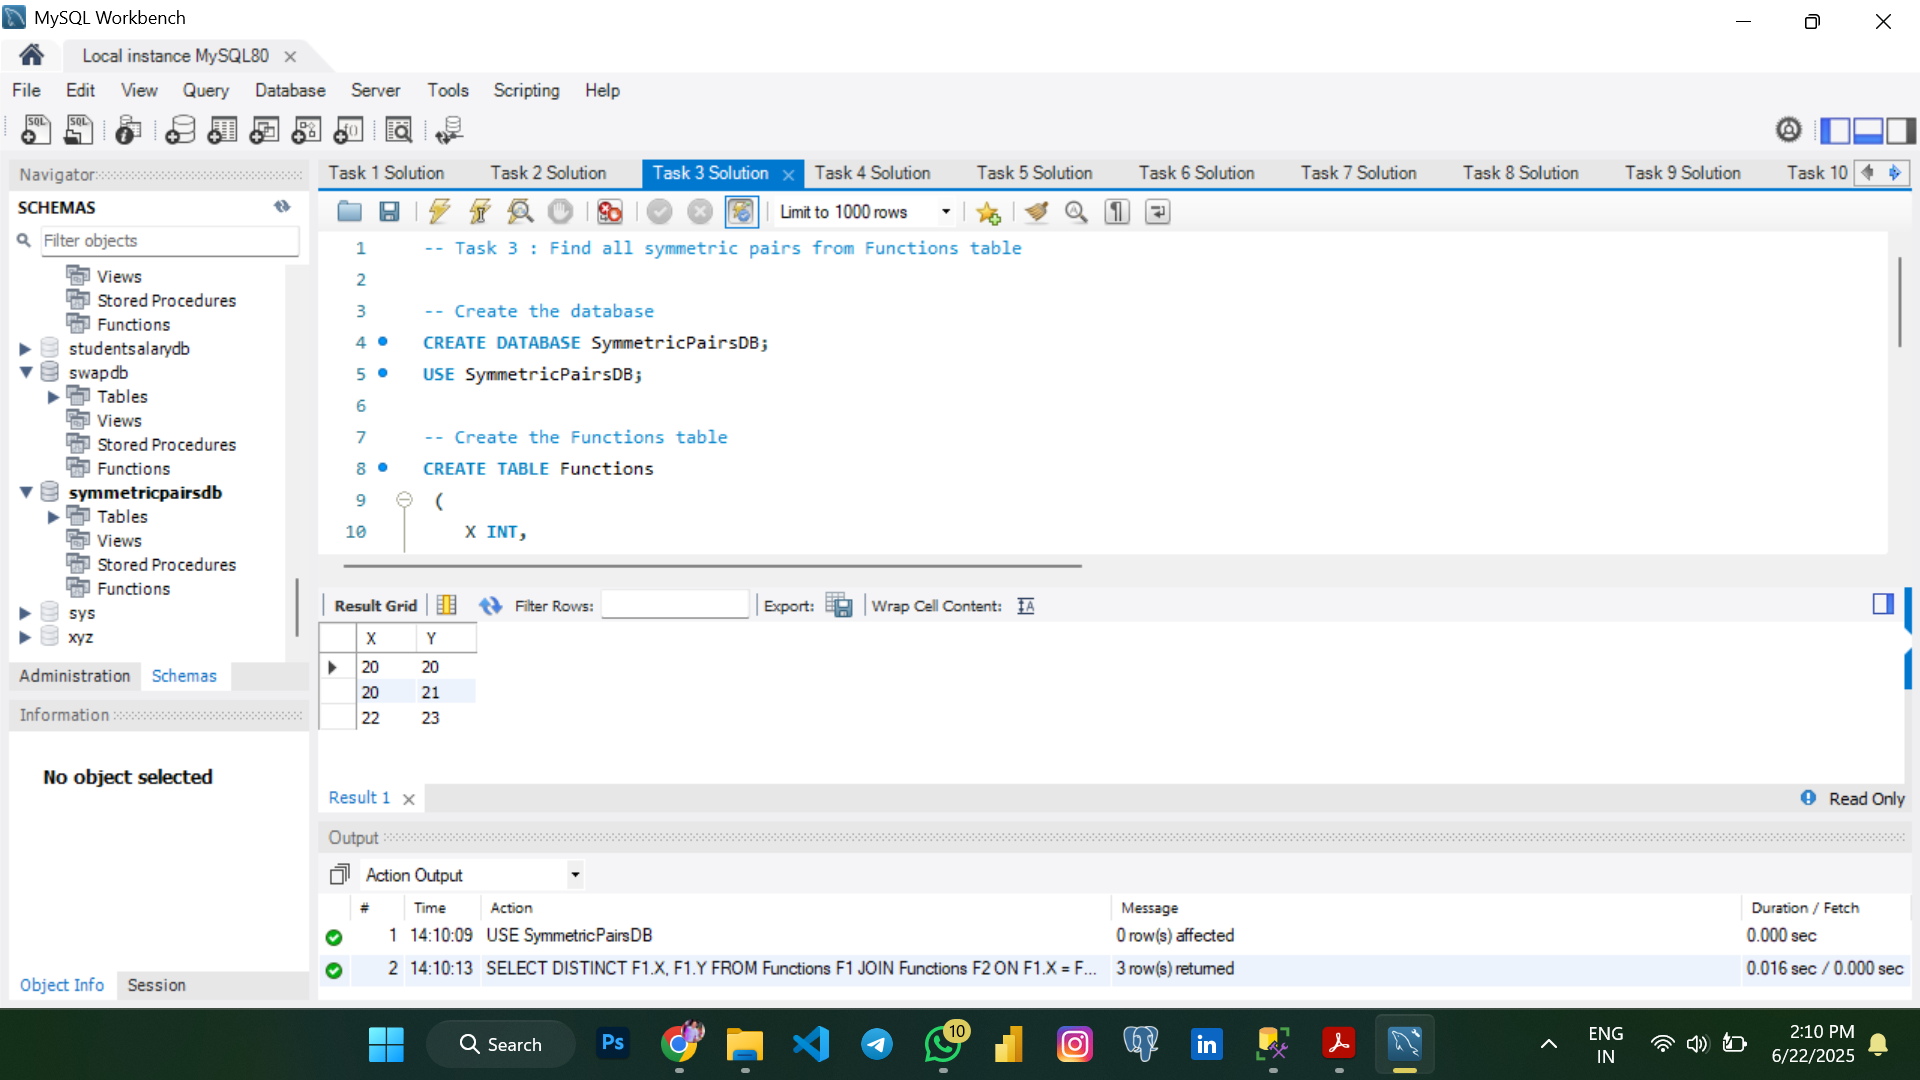 MySQL Workbench
Local instance MySQL80
File Edit View Query Database Server Tools Scripting Help
SQL SQL
Navigator
SCHEMAS
Filter objects
Views
Stored Procedures
Functions
studentsalarydb
swapdb
Tables
Views
Stored Procedures
Functions
symmetricpairsdb
Tables
Views
Stored Procedures
Functions
sys
xyz
Administration Schemas
Information
No object selected
Object Info Session
Task 1 Solution Task 2 Solution Task 3 Solution Task 4 Solution Task 5 Solution Task 6 Solution Task 7 Solution Task 8 Solution Task 9 Solution Task 10
Limit to 1000 rows
1 -- Task 3 : Find all symmetric pairs from Functions table
2
3 -- Create the database
4 CREATE DATABASE SymmetricPairsDB;
5 USE SymmetricPairsDB;
6
7 -- Create the Functions table
8 CREATE TABLE Functions
9 (
10 X INT,
Result Grid Filter Rows: Export: Wrap Cell Content:
X Y
20 20
20 21
22 23
Result 1
Read Only
Output
Action Output
# Time Action Message Duration / Fetch
1 14:10:09 USE SymmetricPairsDB 0 row(s) affected 0.000 sec
2 14:10:13 SELECT DISTINCT F1.X, F1.Y FROM Functions F1 JOIN Functions F2 ON F1.X = F... 3 row(s) returned 0.016 sec / 0.000 sec
Search
Ps
10
in
ENG
IN
2:10 PM
6/22/2025